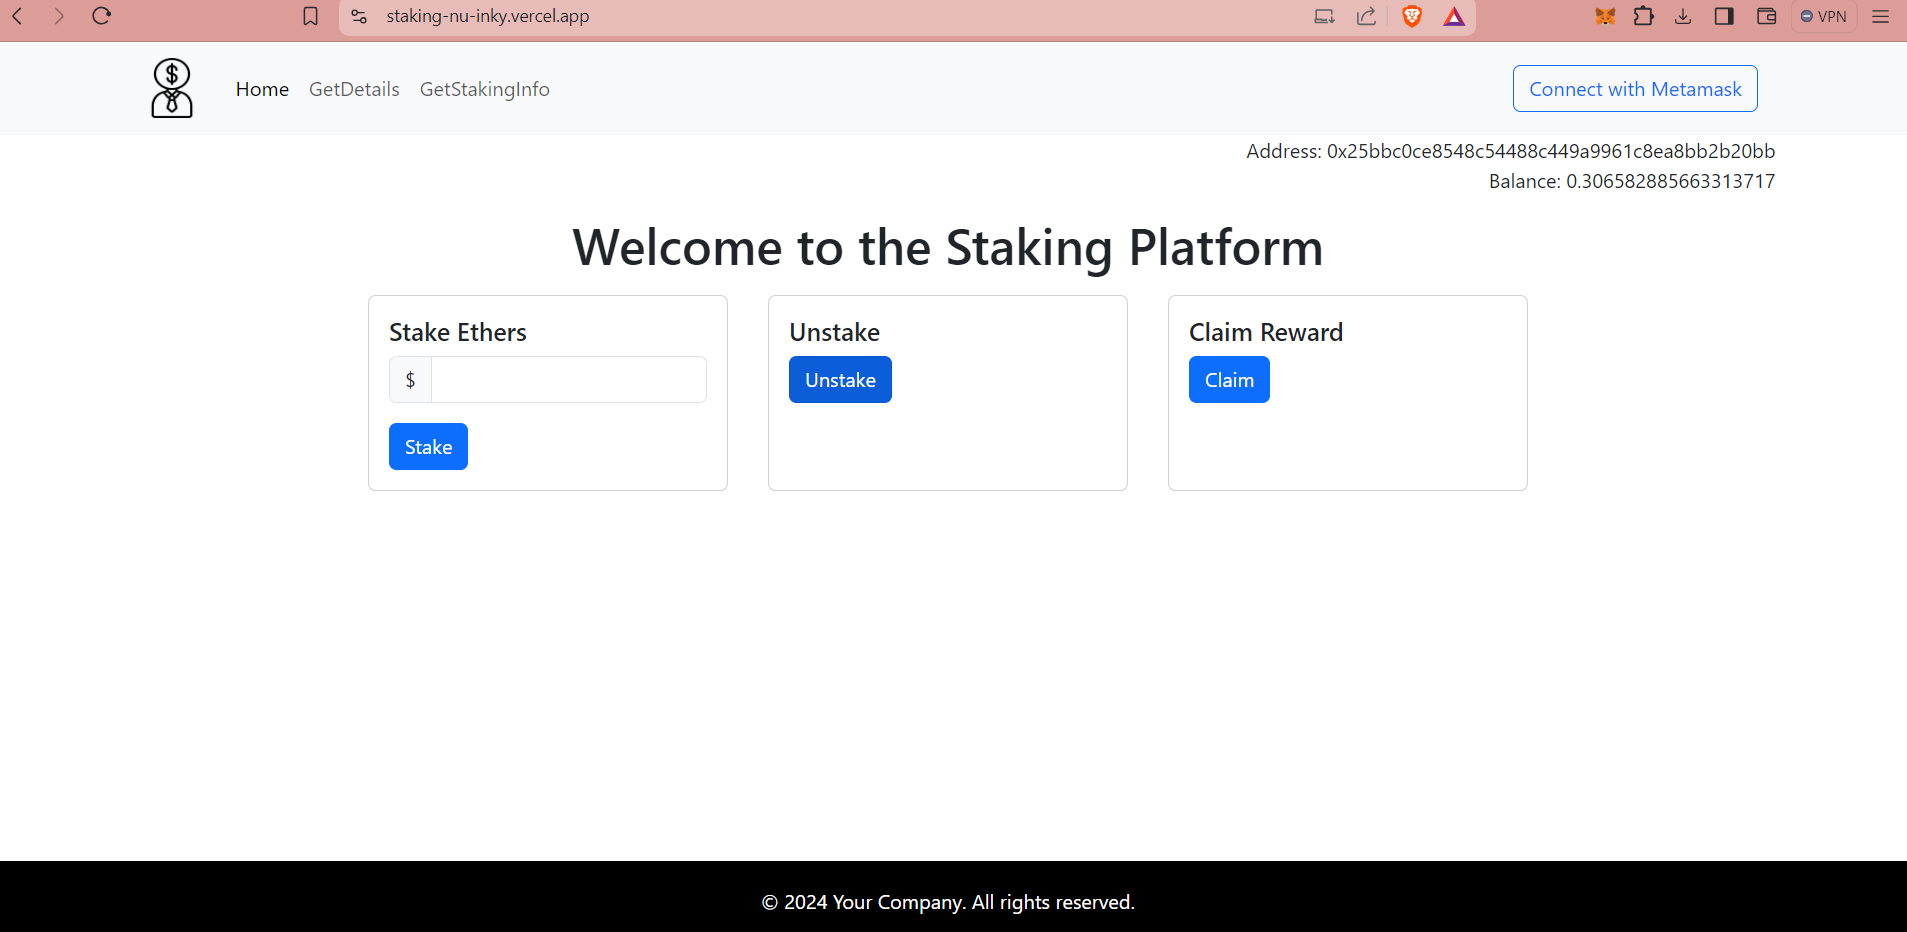 staking-nu-inky.vercel.app
VPN
$
Home GetDetails GetStakingInfo
Connect with Metamask
Address: 0x25bbc0ce8548c54488c449a9961c8ea8bb2b20bb
Balance: 0.306582885663313717
Welcome to the Staking Platform
Stake Ethers
$
Stake
Unstake
Unstake
Claim Reward
Claim
© 2024 Your Company. All rights reserved.